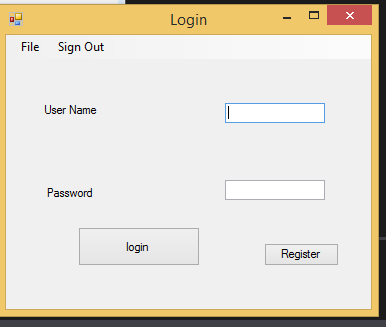 Login
File Sign Out
User Name
Password
login
Register